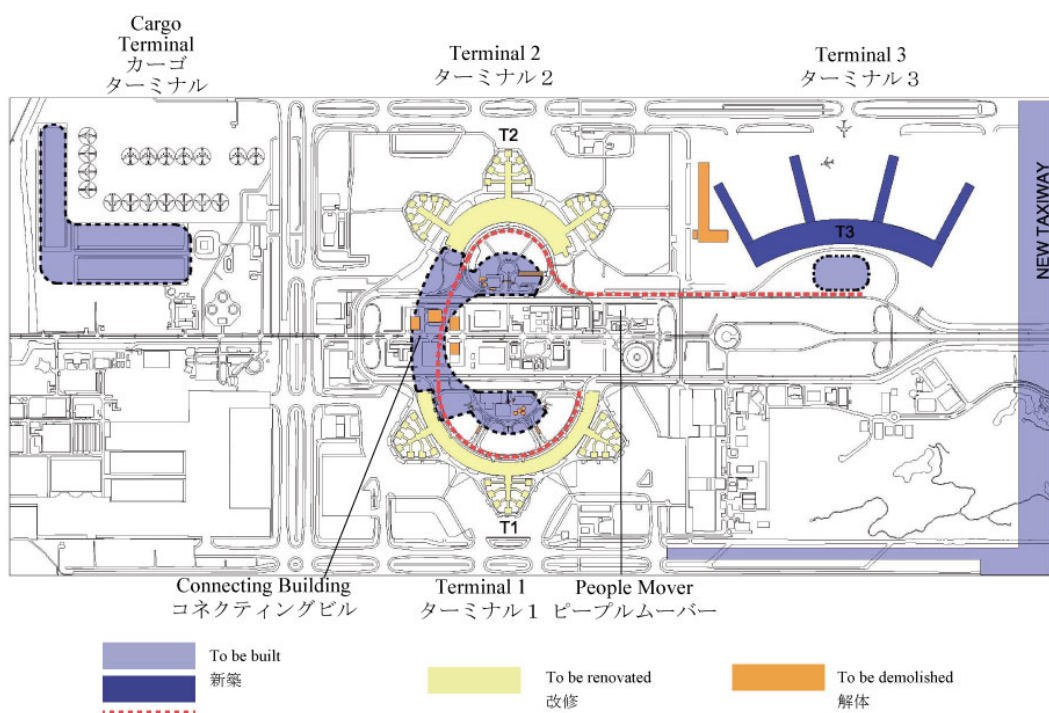 Cargo
Terminal
カーゴ
ターミナル
Terminal 2
ターミナル２
Terminal 3
ターミナル３
T2
T3
NEW TAXIWAY
T1
Connecting Building
コネクティングビル
Terminal 1
ターミナル１
People Mover
ピープルムーバー
To be built
新築
To be renovated
改修
To be demolished
解体